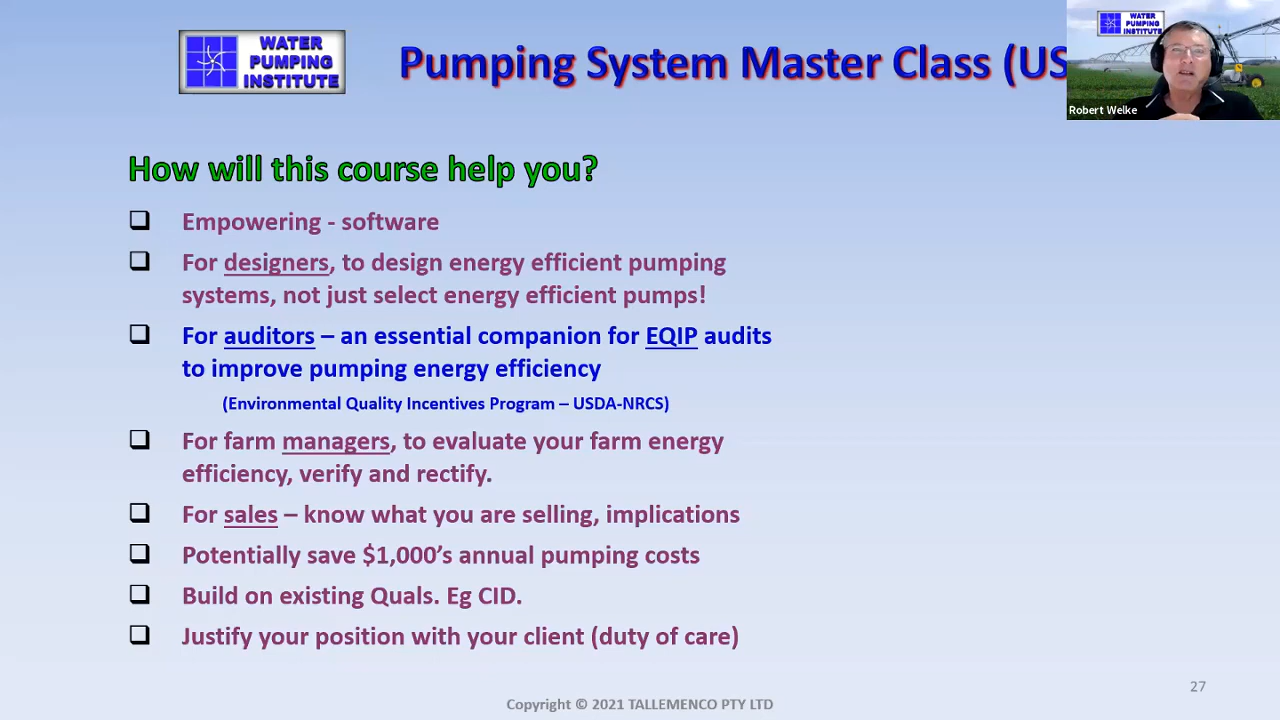 WATER
PUMPING
INSTITUTE
Pumping System Master Class (US
WATER
PUMPING
INSTITUTE
Robert Welke
How will this course help you?
Empowering - software
For designers, to design energy efficient pumping
systems, not just select energy efficient pumps!
For auditors – an essential companion for EQIP audits
to improve pumping energy efficiency
(Environmental Quality Incentives Program – USDA-NRCS)
For farm managers, to evaluate your farm energy
efficiency, verify and rectify.
For sales – know what you are selling, implications
Potentially save $1,000’s annual pumping costs
Build on existing Quals. Eg CID.
Justify your position with your client (duty of care)
27
Copyright © 2021 TALLEMENCO PTY LTD